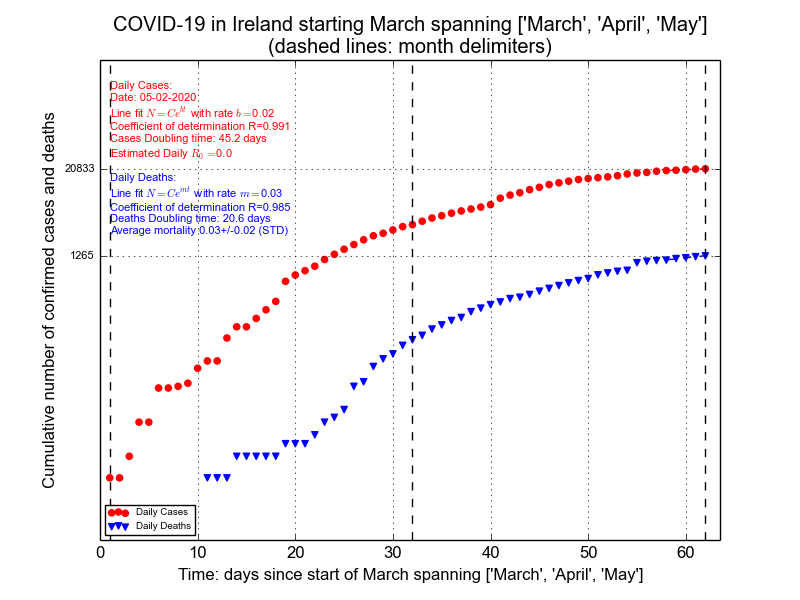 COVID-19 in Ireland starting March spanning ['March', 'April', 'May']
(dashed lines: month delimiters)
Daily Cases:
Date: 05-02-2020
Line fit N = Ce^{bt} with rate b=0.02
Coefficient of determination R=0.991
Cases Doubling time: 45.2 days
Estimated Daily R_0 =0.0
Daily Deaths:
Line fit N = Ce^{mt} with rate m=0.03
Coefficient of determination R=0.985
Deaths Doubling time: 20.6 days
Average mortality 0.03+/-0.02 (STD)
20833
1265
Cumulative number of confirmed cases and deaths
Daily Cases
Daily Deaths
0 10 20 30 40 50 60
Time: days since start of March spanning ['March', 'April', 'May']